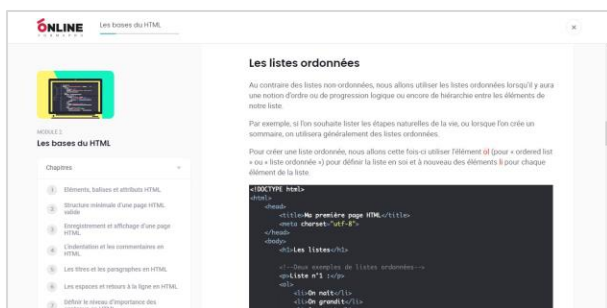 ONLINE
FORMAPRO
Les bases du HTML
×
MODULE 2
Les bases du HTML
Chapitres
1 Éléments, balises et attributs HTML
2 Structure minimale d'une page HTML
valide
3 Enregistrement et affichage d'une page
HTML
4 L'indentation et les commentaires en
HTML
5 Les titres et les paragraphes en HTML
6 Les espaces et retours à la ligne en HTML
7 Définir le niveau d'importance des
Les listes ordonnées
Au contraire des listes non-ordonnées, nous allons utiliser les listes ordonnées lorsqu'il y aura
une notion d'ordre ou de progression logique ou encore de hiérarchie entre les éléments de
notre liste.
Par exemple, si l'on souhaite lister les étapes naturelles de la vie, ou lorsque l'on crée un
sommaire, on utilisera généralement des listes ordonnées.
Pour créer une liste ordonnée, nous allons cette fois-ci utiliser l'élément ol (pour « ordered list
» ou « liste ordonnée ») pour définir la liste en soi et à nouveau des éléments li pour chaque
élément de la liste.
<!DOCTYPE html>
<html>
<head>
<title>Ma première page HTML</title>
<meta charset="utf-8">
</head>
<body>
<h1>Les listes</h1>
<!--Deux exemples de listes ordonnées-->
<p>Liste n°1 :</p>
<ol>
<li>On naît</li>
<li>On grandit</li>